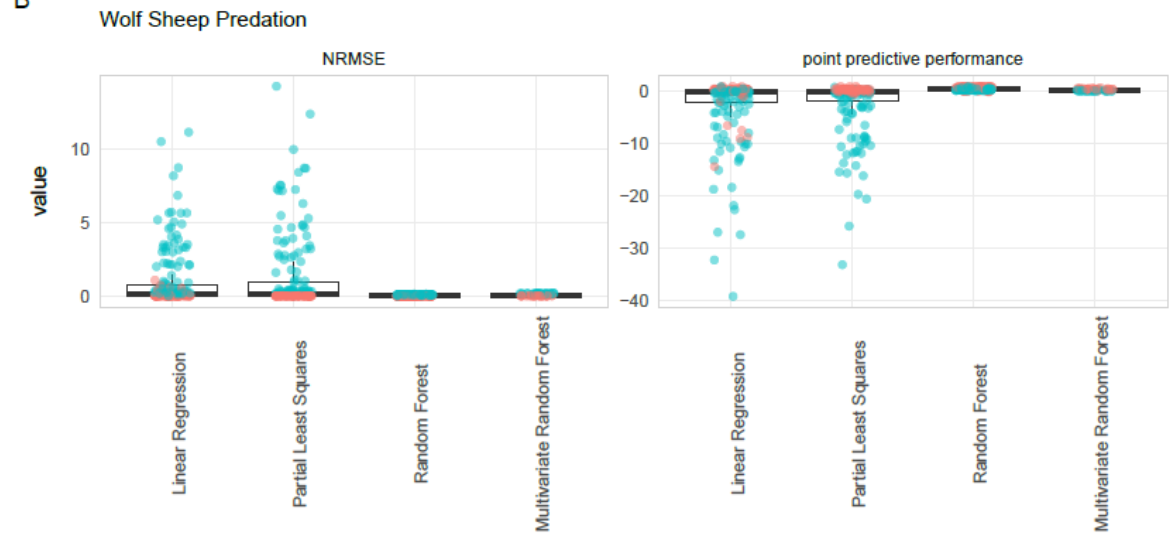 B
Wolf Sheep Predation
NRMSE
point predictive performance
value
10
5
0
0
−10
−20
−30
−40
Linear Regression
Partial Least Squares
Random Forest
Multivariate Random Forest
Linear Regression
Partial Least Squares
Random Forest
Multivariate Random Forest